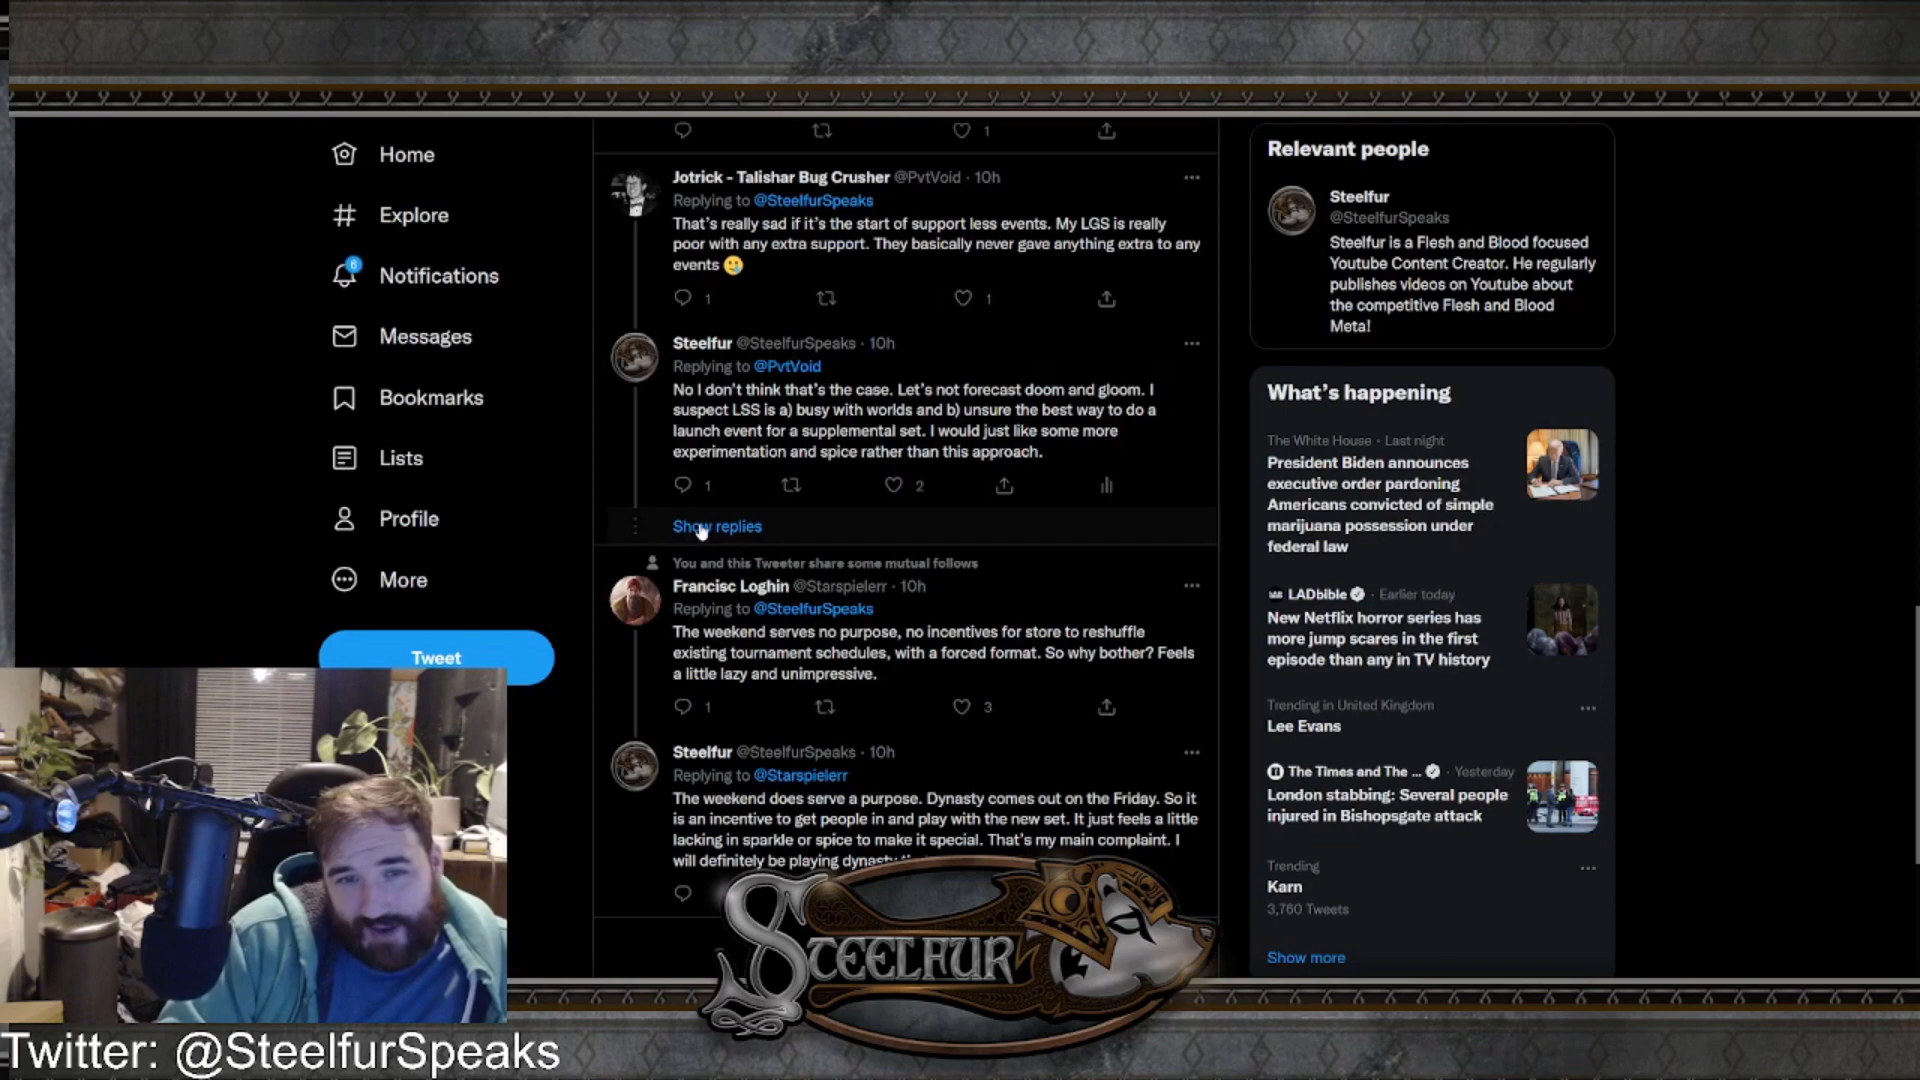 Home
Explore
6
Notifications
Messages
Bookmarks
Lists
Profile
More
Tweet
1
Jotrick - Talishar Bug Crusher @PvtVoid · 10h
Replying to @SteelfurSpeaks
That's really sad if it's the start of support less events. My LGS is really
poor with any extra support. They basically never gave anything extra to any
events 🥲
1
1
Steelfur @SteelfurSpeaks · 10h
Replying to @PvtVoid
No I don't think that's the case. Let's not forecast doom and gloom. I
suspect LSS is a) busy with worlds and b) unsure the best way to do a
launch event for a supplemental set. I would just like some more
experimentation and spice rather than this approach.
1
2
Show replies
You and this Tweeter share some mutual follows
Francisc Loghin @Starspielerr · 10h
Replying to @SteelfurSpeaks
The weekend serves no purpose, no incentives for store to reshuffle
existing tournament schedules, with a forced format. So why bother? Feels
a little lazy and unimpressive.
1
3
Steelfur @SteelfurSpeaks · 10h
Replying to @Starspielerr
The weekend does serve a purpose. Dynasty comes out on the Friday. So it
is an incentive to get people in and play with the new set. It just feels a little
lacking in sparkle or spice to make it special. That's my main complaint. I
will definitely be playing dynasty
Relevant people
Steelfur
@SteelfurSpeaks
Steelfur is a Flesh and Blood focused
Youtube Content Creator. He regularly
publishes videos on Youtube about
the competitive Flesh and Blood
Meta!
What's happening
The White House · Last night
President Biden announces
executive order pardoning
Americans convicted of simple
marijuana possession under
federal law
LADbible · Earlier today
New Netflix horror series has
more jump scares in the first
episode than any in TV history
Trending in United Kingdom
Lee Evans
The Times and The ... · Yesterday
London stabbing: Several people
injured in Bishopsgate attack
Trending
Karn
3,760 Tweets
Show more
STEELFUR
Twitter: @SteelfurSpeaks